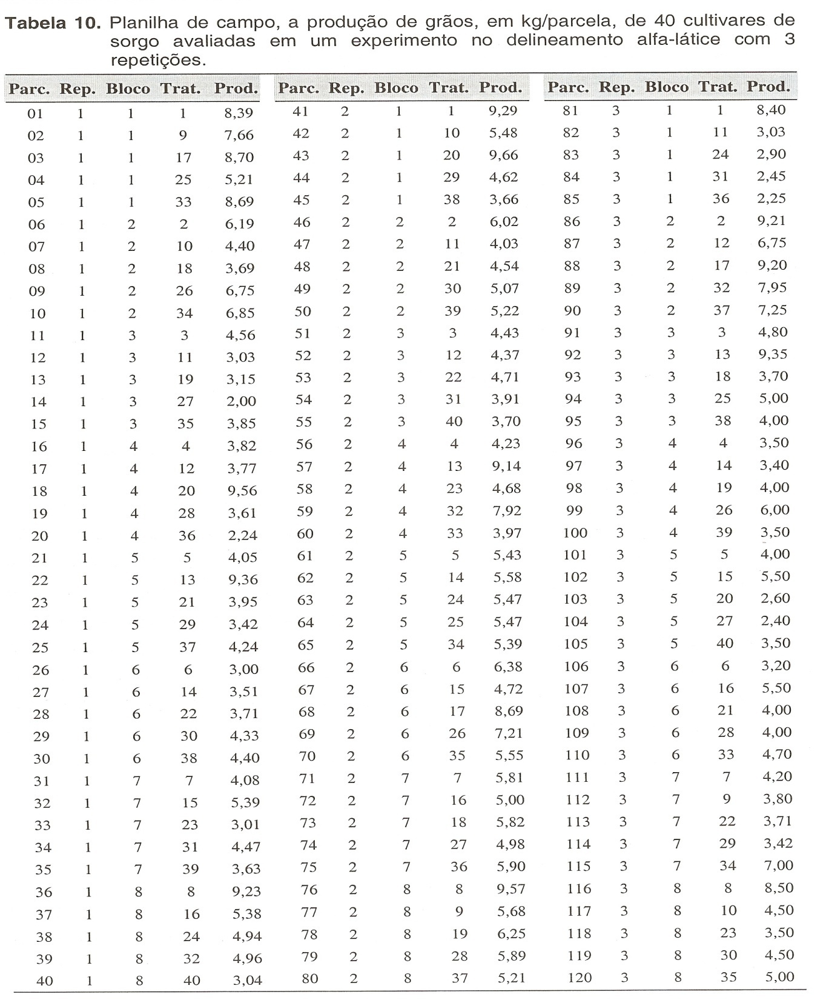 Tabela 10. Planilha de campo, a produção de grãos, em kg/parcela, de 40 cultivares de
sorgo avaliadas em um experimento no delineamento alfa-látice com 3
repetições.
Parc. Rep. Bloco Trat. Prod. Parc. Rep. Bloco Trat. Prod. Parc. Rep. Bloco Trat. Prod.
01 1 1 1 8,39 41 2 1 1 9,29 81 3 1 1 8,40
02 1 1 9 7,66 42 2 1 10 5,48 82 3 1 11 3,03
03 1 1 17 8,70 43 2 1 20 9,66 83 3 1 24 2,90
04 1 1 25 5,21 44 2 1 29 4,62 84 3 1 31 2,45
05 1 1 33 8,69 45 2 1 38 3,66 85 3 1 36 2,25
06 1 2 2 6,19 46 2 2 2 6,02 86 3 2 2 9,21
07 1 2 10 4,40 47 2 2 11 4,03 87 3 2 12 6,75
08 1 2 18 3,69 48 2 2 21 4,54 88 3 2 17 9,20
09 1 2 26 6,75 49 2 2 30 5,07 89 3 2 32 7,95
10 1 2 34 6,85 50 2 2 39 5,22 90 3 2 37 7,25
11 1 3 3 4,56 51 2 3 3 4,43 91 3 3 3 4,80
12 1 3 11 3,03 52 2 3 12 4,37 92 3 3 13 9,35
13 1 3 19 3,15 53 2 3 22 4,71 93 3 3 18 3,70
14 1 3 27 2,00 54 2 3 31 3,91 94 3 3 25 5,00
15 1 3 35 3,85 55 2 3 40 3,70 95 3 3 38 4,00
16 1 4 4 3,82 56 2 4 4 4,23 96 3 4 4 3,50
17 1 4 12 3,77 57 2 4 13 9,14 97 3 4 14 3,40
18 1 4 20 9,56 58 2 4 23 4,68 98 3 4 19 4,00
19 1 4 28 3,61 59 2 4 32 7,92 99 3 4 26 6,00
20 1 4 36 2,24 60 2 4 33 3,97 100 3 4 39 3,50
21 1 5 5 4,05 61 2 5 5 5,43 101 3 5 5 4,00
22 1 5 13 9,36 62 2 5 14 5,58 102 3 5 15 5,50
23 1 5 21 3,95 63 2 5 24 5,47 103 3 5 20 2,60
24 1 5 29 3,42 64 2 5 25 5,47 104 3 5 27 2,40
25 1 5 37 4,24 65 2 5 34 5,39 105 3 5 40 3,50
26 1 6 6 3,00 66 2 6 6 6,38 106 3 6 6 3,20
27 1 6 14 3,51 67 2 6 15 4,72 107 3 6 16 5,50
28 1 6 22 3,71 68 2 6 17 8,69 108 3 6 21 4,00
29 1 6 30 4,33 69 2 6 26 7,21 109 3 6 28 4,00
30 1 6 38 4,40 70 2 6 35 5,55 110 3 6 33 4,70
31 1 7 7 4,08 71 2 7 7 5,81 111 3 7 7 4,20
32 1 7 15 5,39 72 2 7 16 5,00 112 3 7 9 3,80
33 1 7 23 3,01 73 2 7 18 5,82 113 3 7 22 3,71
34 1 7 31 4,47 74 2 7 27 4,98 114 3 7 29 3,42
35 1 7 39 3,63 75 2 7 36 5,90 115 3 7 34 7,00
36 1 8 8 9,23 76 2 8 8 9,57 116 3 8 8 8,50
37 1 8 16 5,38 77 2 8 9 5,68 117 3 8 10 4,50
38 1 8 24 4,94 78 2 8 19 6,25 118 3 8 23 3,50
39 1 8 32 4,96 79 2 8 28 5,89 119 3 8 30 4,50
40 1 8 40 3,04 80 2 8 37 5,21 120 3 8 35 5,00